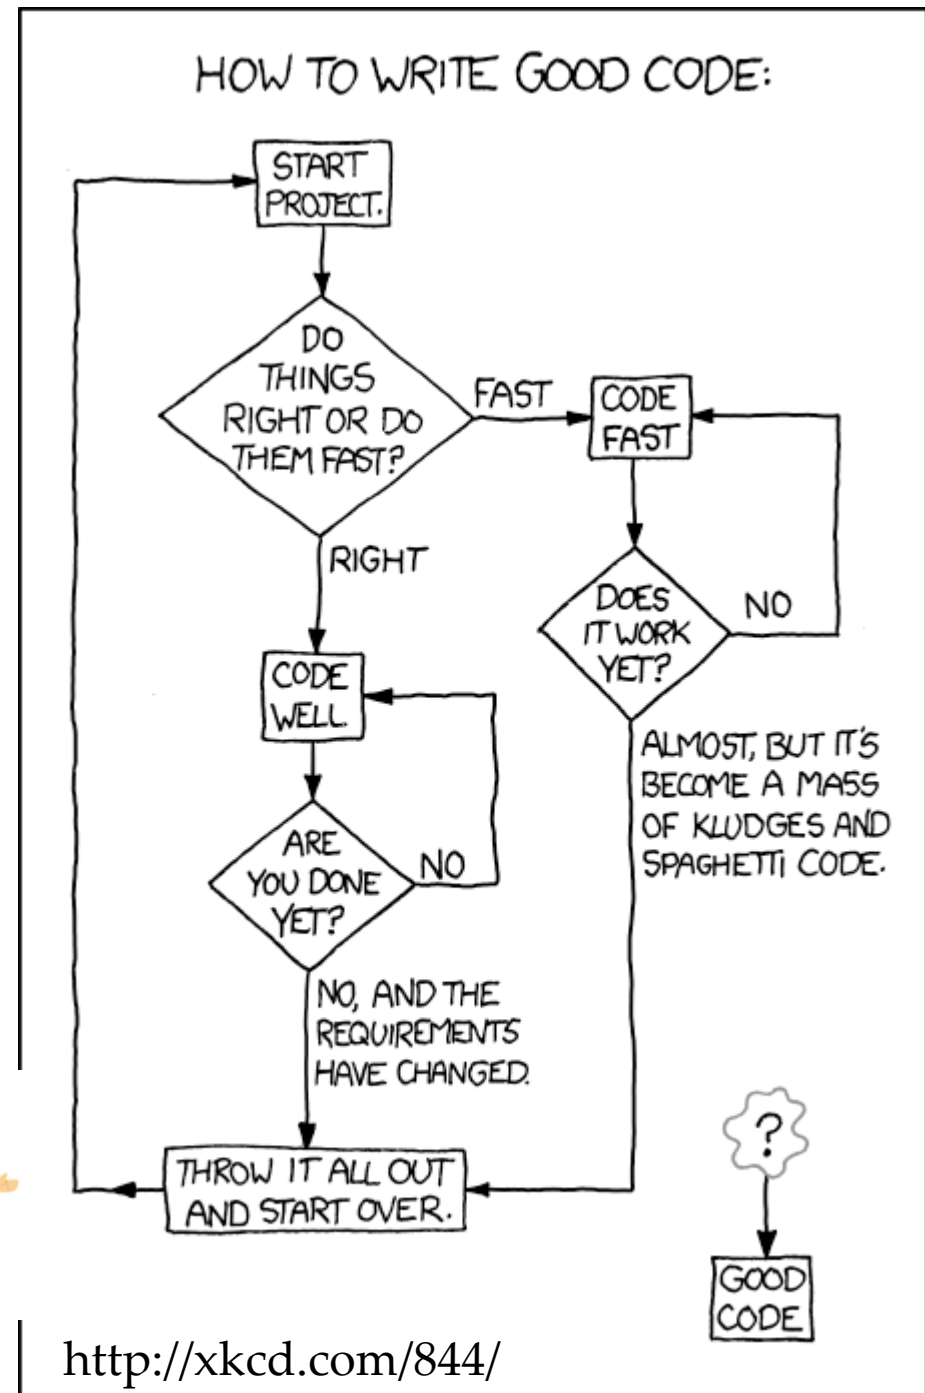 HOW TO WRITE GOOD CODE:
START
PROJECT.
DO
THINGS
RIGHT OR DO
THEM FAST?
FAST
CODE
FAST
RIGHT
DOES
IT WORK
YET?
NO
CODE
WELL.
ALMOST, BUT IT'S
BECOME A MASS
OF KLUDGES AND
SPAGHETTI CODE.
ARE
YOU DONE
YET?
NO
NO, AND THE
REQUIREMENTS
HAVE CHANGED.
THROW IT ALL OUT
AND START OVER.
?
GOOD
CODE
http://xkcd.com/844/